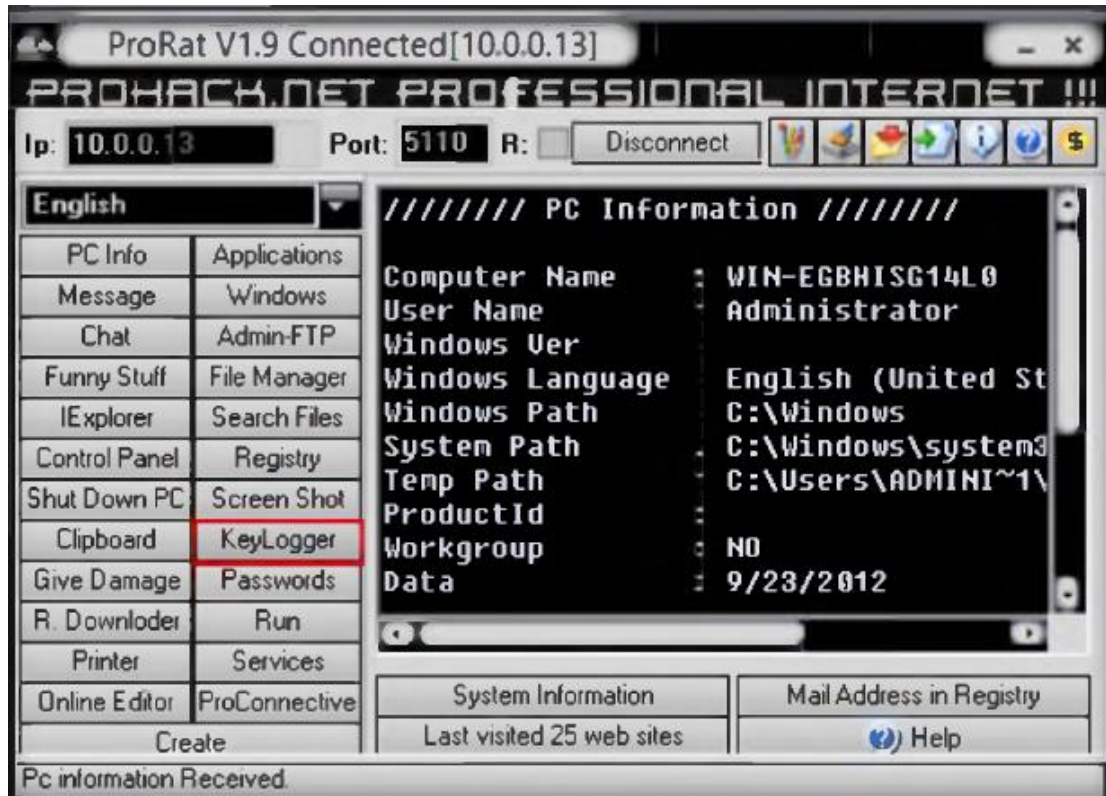 ProRat V1.9 Connected[10.0.0.13]
PROHACK.NET PROFESSIONAL INTERNET !!!
Ip: 10.0.0.13 Port: 5110 R: Disconnect
English
PC Info Applications
Message Windows
Chat Admin-FTP
Funny Stuff File Manager
IExplorer Search Files
Control Panel Registry
Shut Down PC Screen Shot
Clipboard KeyLogger
Give Damage Passwords
R. Downloder Run
Printer Services
Online Editor ProConnective
Create
//////// PC Information ////////
Computer Name : WIN-EGBHISG14L0
User Name : Administrator
Windows Ver
Windows Language English (United St
Windows Path C:\Windows
System Path . C:\Windows\system3
Temp Path C:\Users\ADMINI~1\
ProductId :
Workgroup : NO
Data : 9/23/2012
System Information Mail Address in Registry
Last visited 25 web sites Help
Pc information Received.